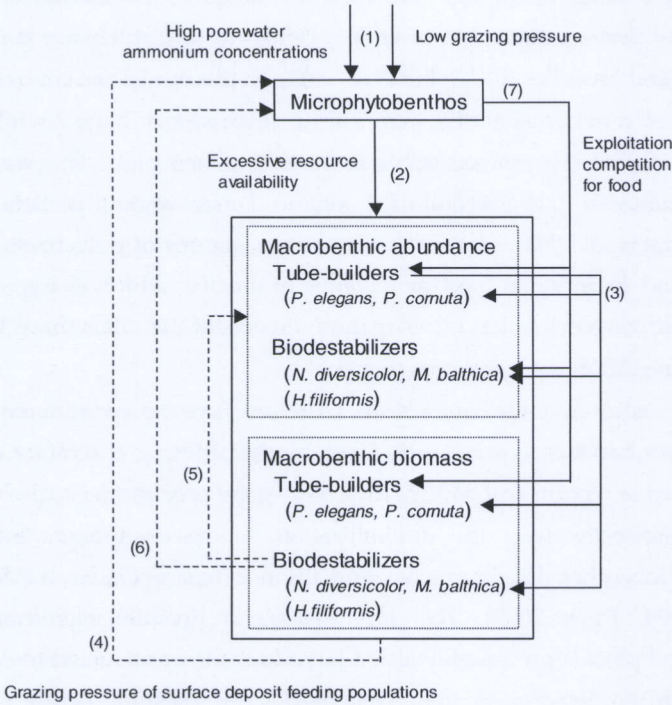 High porewater
ammonium concentrations
(1)
Low grazing pressure
Microphytobenthos
(7)
Excessive resource
availability
(2)
Exploitation
competition
for food
Macrobenthic abundance
Tube-builders
(P. elegans, P. cornuta)
(3)
Biodestabilizers
(N. diversicolor, M. balthica)
(H.filiformis)
Macrobenthic biomass
Tube-builders
(P. elegans, P. cornuta)
(5)
Biodestabilizers
(N. diversicolor, M. balthica)
(H.filiformis)
(6)
(4)
Grazing pressure of surface deposit feeding populations